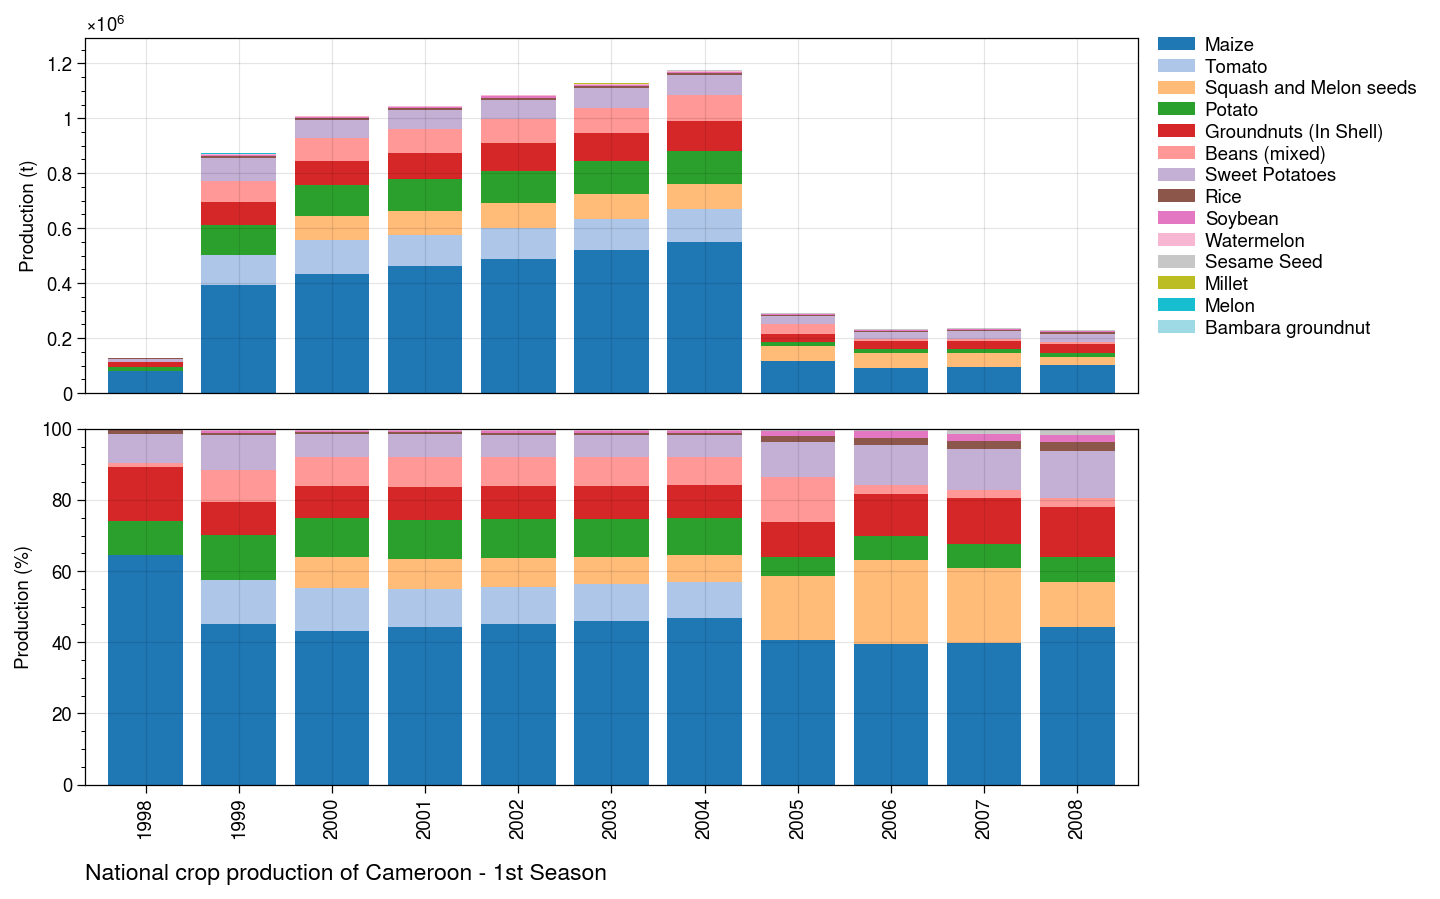 ×10⁶
1.2
1
0.8
0.6
0.4
0.2
0
Production (t)
Maize
Tomato
Squash and Melon seeds
Potato
Groundnuts (In Shell)
Beans (mixed)
Sweet Potatoes
Rice
Soybean
Watermelon
Sesame Seed
Millet
Melon
Bambara groundnut
100
80
60
40
20
0
Production (%)
1998
1999
2000
2001
2002
2003
2004
2005
2006
2007
2008
National crop production of Cameroon - 1st Season